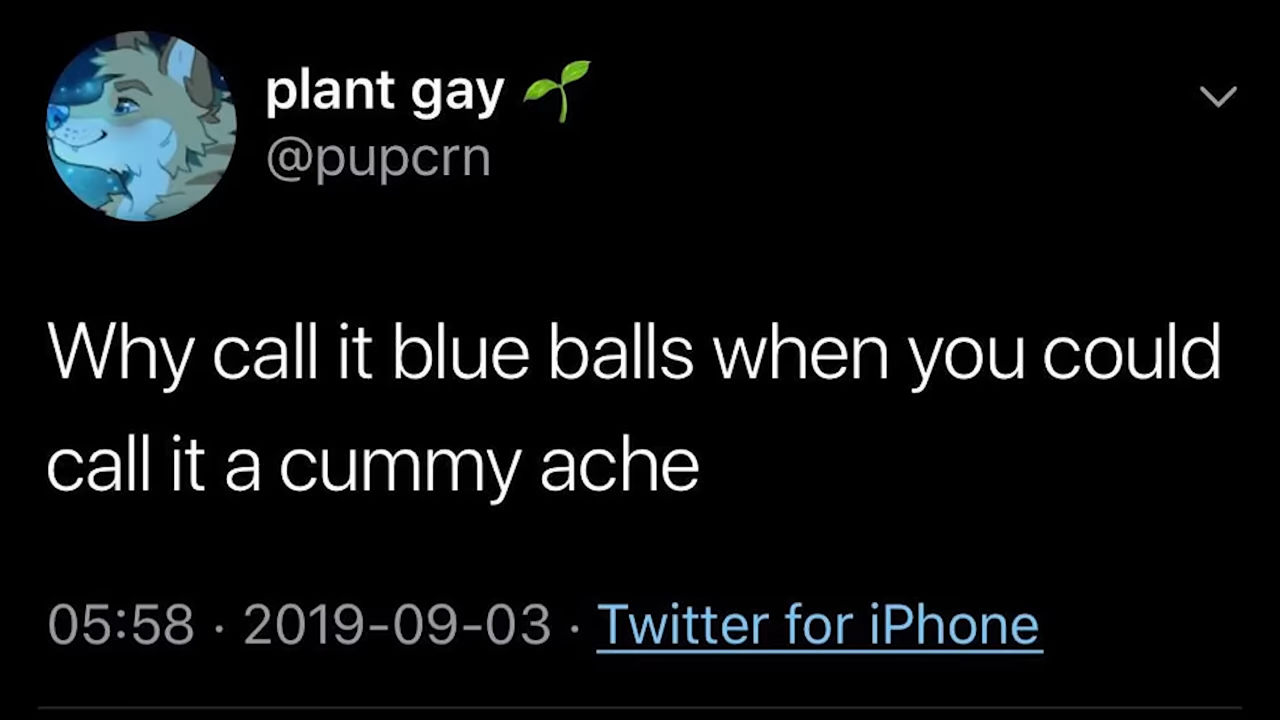 plant gay 🌱
@pupcrn
Why call it blue balls when you could
call it a cummy ache
05:58 · 2019-09-03 · Twitter for iPhone